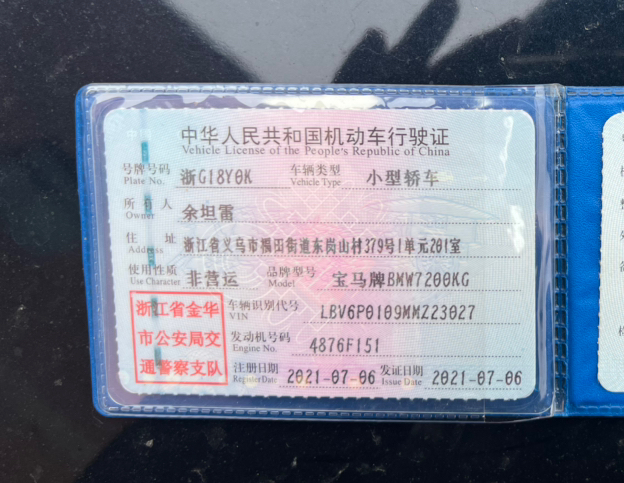 中华人民共和国机动车行驶证
Vehicle License of the People's Republic of China
号牌号码 浙G18Y0K 车辆类型 小型轿车
Plate No. Vehicle Type
所有人 余坦雷
Owner
住址 浙江省义乌市福田街道东岗山村379号1单元201室
Address
使用性质 非营运 品牌型号 宝马牌BMW7200KG
Use Character Model
浙江省金华
市公安局交
通警察支队
车辆识别代号 LBV6P0109MMZ23027
VIN
发动机号码 4876F151
Engine No.
注册日期 2021-07-06 发证日期 2021-07-06
Register Date Issue Date